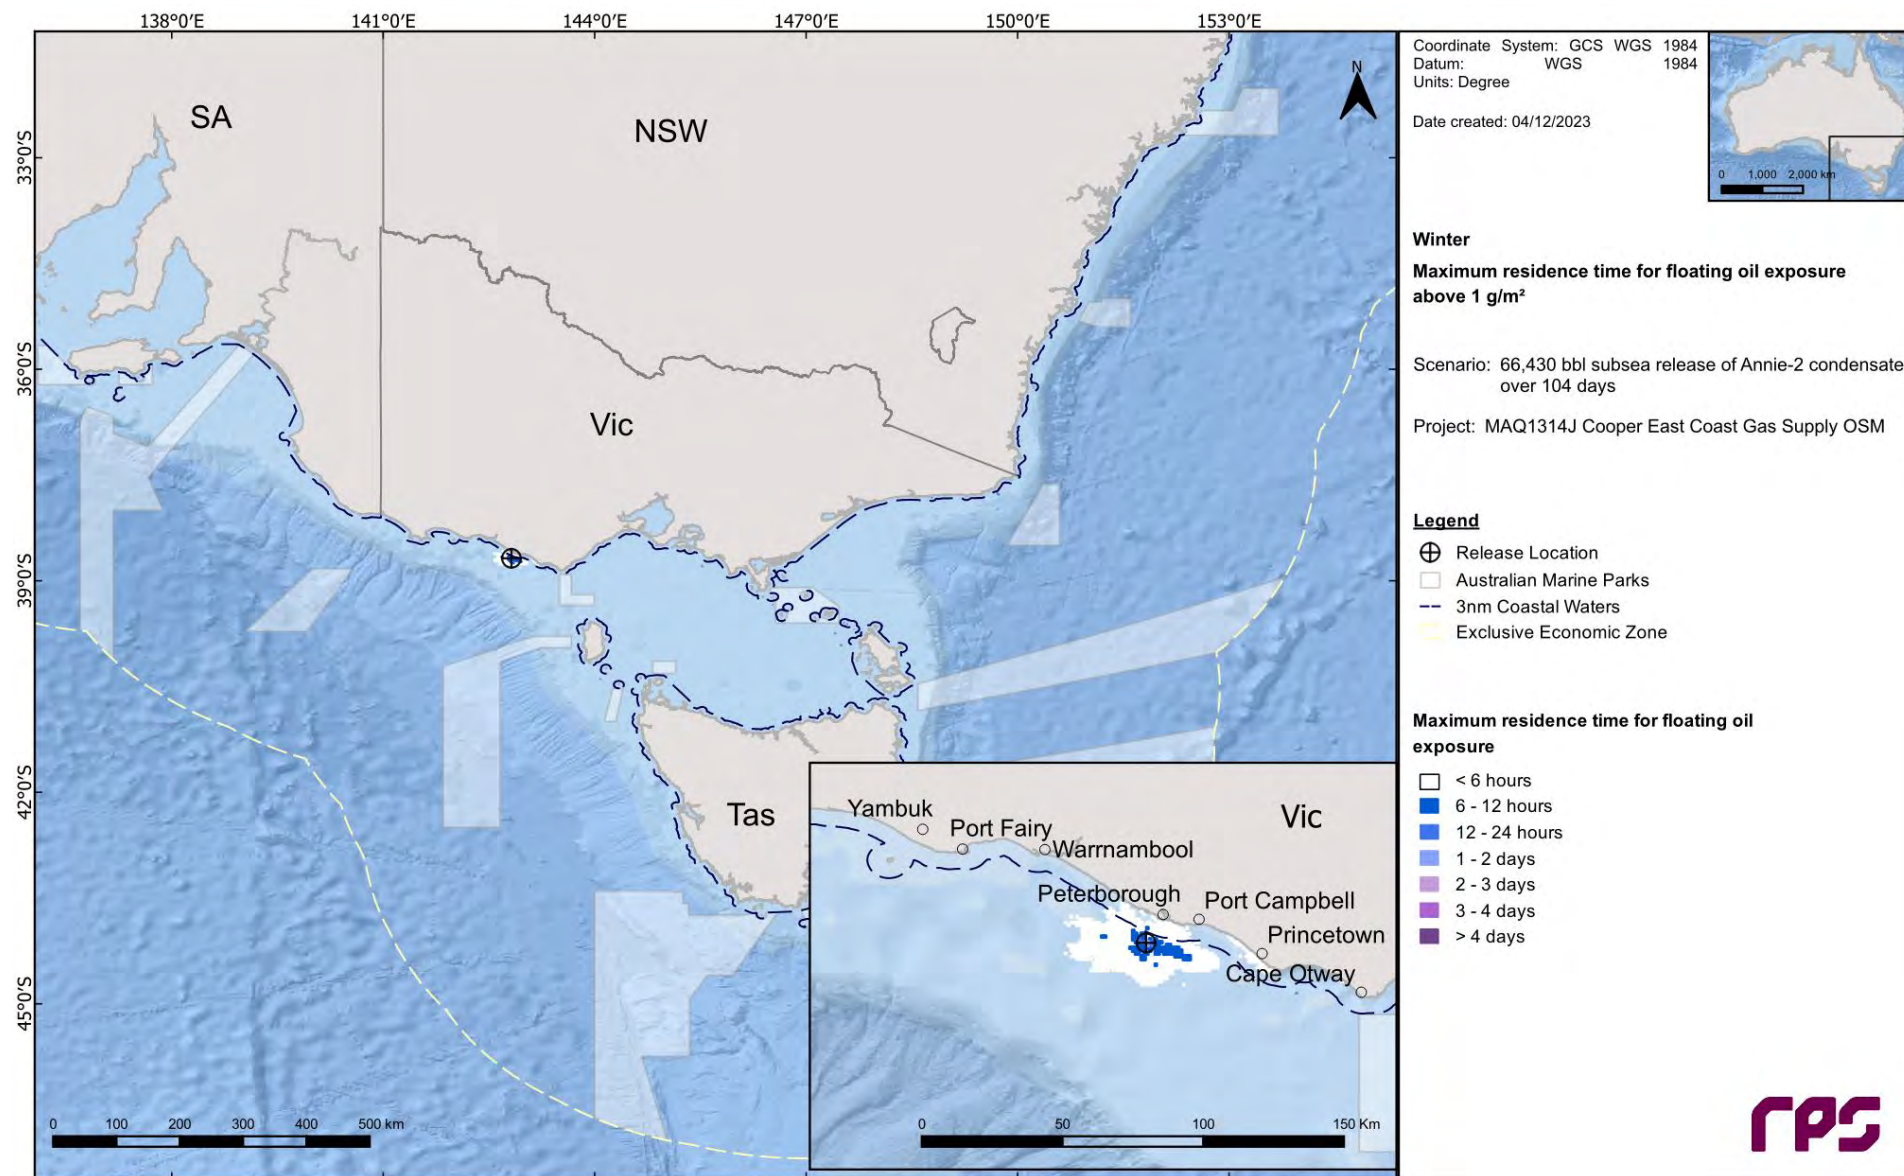 138°0'E 141°0'E 144°0'E 147°0'E 150°0'E 153°0'E
33°0'S
36°0'S
39°0'S
42°0'S
45°0'S
SA
NSW
N
Vic
Tas
0 100 200 300 400 500 km
Yambuk
Port Fairy
Warrnambool
Vic
Peterborough
Port Campbell
Princetown
Cape Otway
0 50 100 150 Km
Coordinate System: GCS WGS 1984
Datum: WGS 1984
Units: Degree
Date created: 04/12/2023
0 1,000 2,000 km
Winter
Maximum residence time for floating oil exposure
above 1 g/m²
Scenario: 66,430 bbl subsea release of Annie-2 condensate
over 104 days
Project: MAQ1314J Cooper East Coast Gas Supply OSM
Legend
Release Location
Australian Marine Parks
3nm Coastal Waters
Exclusive Economic Zone
Maximum residence time for floating oil
exposure
< 6 hours
6 - 12 hours
12 - 24 hours
1 - 2 days
2 - 3 days
3 - 4 days
> 4 days
rps